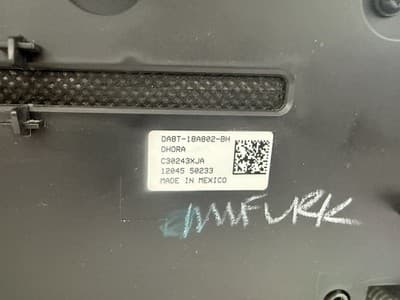 DA8T-18A802-BH
DHORA
C30243XJA
12045 50233
MADE IN MEXICO